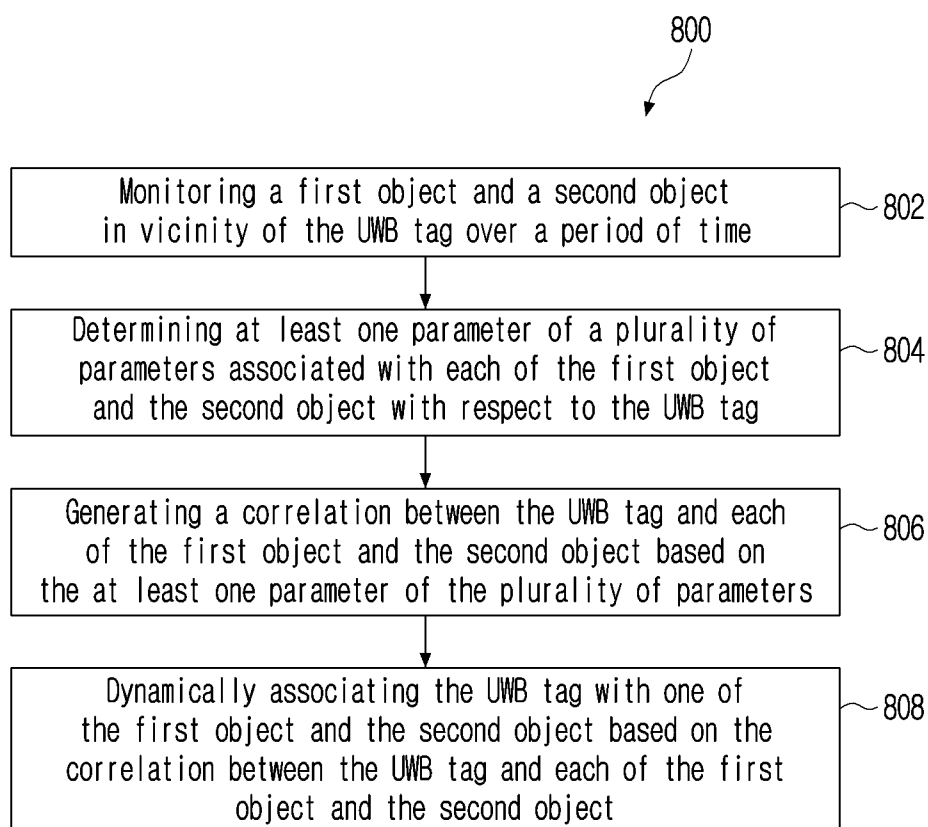 800
Monitoring a first object and a second object
in vicinity of the UWB tag over a period of time
802
Determining at least one parameter of a plurality of
parameters associated with each of the first object
and the second object with respect to the UWB tag
804
Generating a correlation between the UWB tag and each
of the first object and the second object based on
the at least one parameter of the plurality of parameters
806
Dynamically associating the UWB tag with one of
the first object and the second object based on the
correlation between the UWB tag and each of the first
object and the second object
808